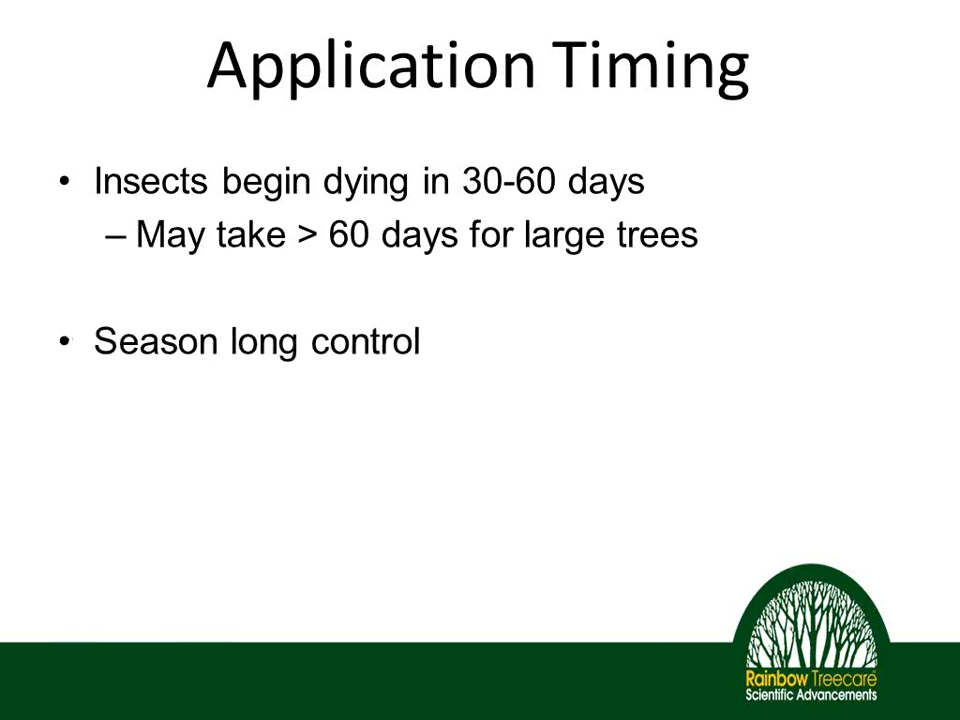 Application Timing
• Insects begin dying in 30-60 days
– May take > 60 days for large trees
• Season long control
Rainbow Treecare
Scientific Advancements